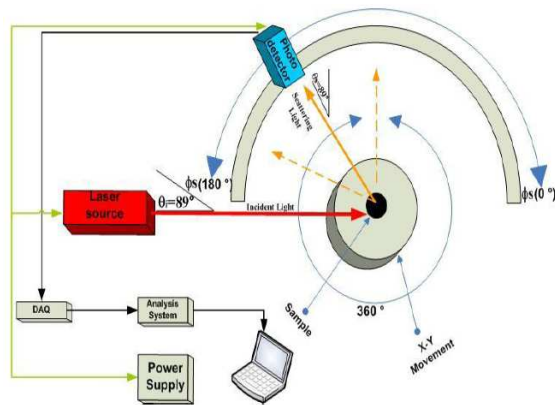 Photo
detector
θs=89°
Scattering
Light
ϕs(180 °)
ϕs(0°)
Laser
source
θi=89°
Incident Light
DAQ
Analysis
System
Sample
360 °
X-Y
Movement
Power
Supply